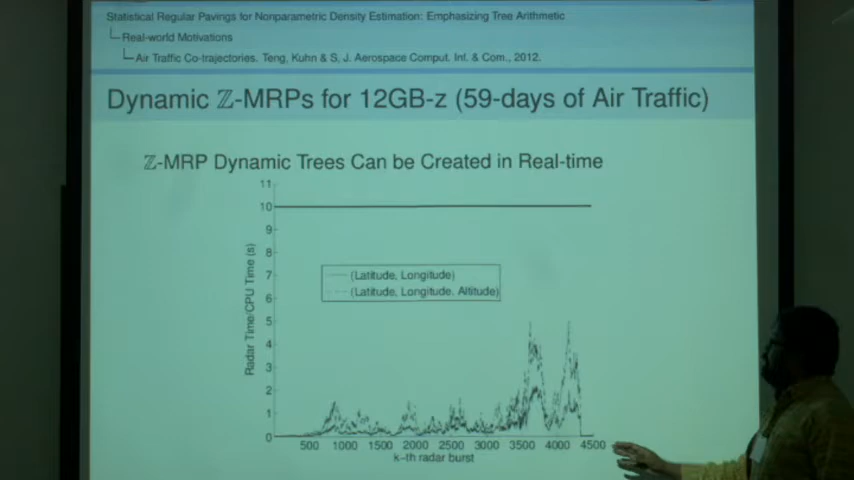 Statistical Regular Pavings for Nonparametric Density Estimation: Emphasizing Tree Arithmetic
Real-world Motivations
Air Traffic Co-trajectories. Teng, Kuhn & S, J. Aerospace Comput. Inf. & Com., 2012.
Dynamic ℤ-MRPs for 12GB-z (59-days of Air Traffic)
ℤ-MRP Dynamic Trees Can be Created in Real-time
11
10
9
8
7
6
5
4
3
2
1
0
Radar Time/CPU Time (s)
(Latitude, Longitude)
(Latitude, Longitude. Altitude)
500 1000 1500 2000 2500 3000 3500 4000 4500
k-th radar burst